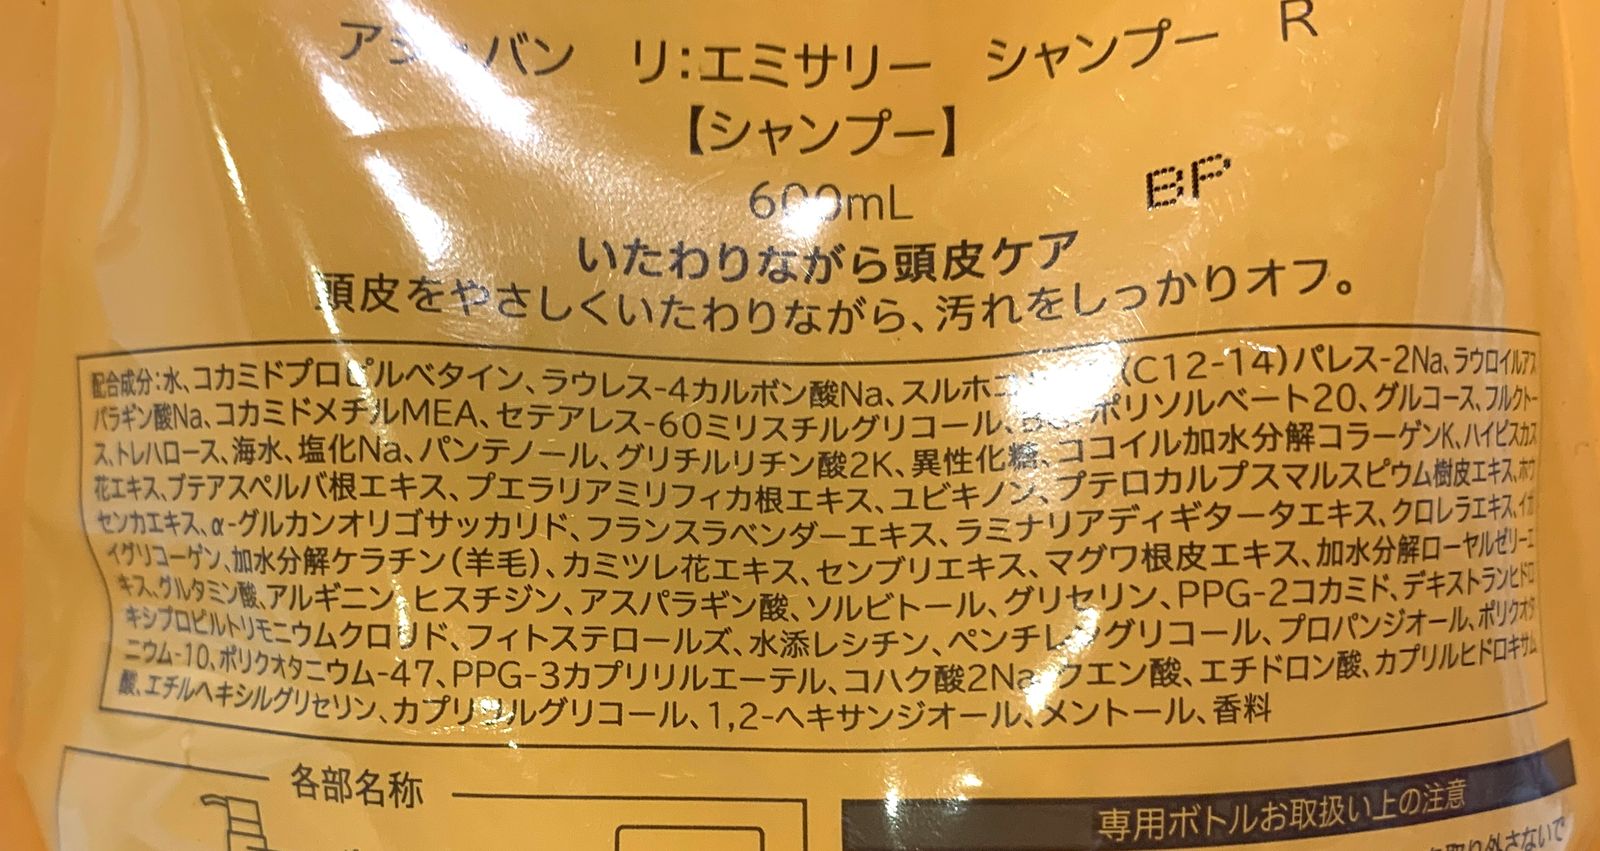 バン リ:エミサリー シャンプー R
【シャンプー】
600mL
BP
いたわりながら頭皮ケア
頭皮をやさしくいたわりながら、汚れをしっかりオフ。
配合成分:水、コカミドプロピルベタイン、ラウレス-4カルボン酸Na、スルホコ (C12-14)パレス-2Na、ラウロイルアス
パラギン酸Na、コカミドメチルMEA、セテアレス-60ミリスチルグリコール、 ポリソルベート20、グルコース、フルクトー
ス、トレハロース、海水、塩化Na、パンテノール、グリチルリチン酸2K、異性化糖、ココイル加水分解コラーゲンK、ハイビスカス
花エキス、ブテアスペルバ根エキス、プエラリアミリフィカ根エキス、ユビキノン、プテロカルプスマルスピウム樹皮エキス、ホウ
センカエキス、α-グルカンオリゴサッカリド、フランスラベンダーエキス、ラミナリアディギタータエキス、クロレラエキス、イガ
イグリコーゲン、加水分解ケラチン(羊毛)、カミツレ花エキス、センブリエキス、マグワ根皮エキス、加水分解ローヤルゼリーエ
キス、グルタミン酸、アルギニン、ヒスチジン、アスパラギン酸、ソルビトール、グリセリン、PPG-2コカミド、デキストランヒドロ
キシプロピルトリモニウムクロリド、フィトステロールズ、水添レシチン、ペンチレングリコール、プロパンジオール、ポリクオタ
ニウム-10、ポリクオタニウム-47、PPG-3カプリリルエーテル、コハク酸2Na、クエン酸、エチドロン酸、カプリルヒドロキサム
酸、エチルヘキシルグリセリン、カプリリルグリコール、1,2-ヘキサンジオール、メントール、香料
各部名称
専用ボトルお取扱い上の注意
取り外さないで